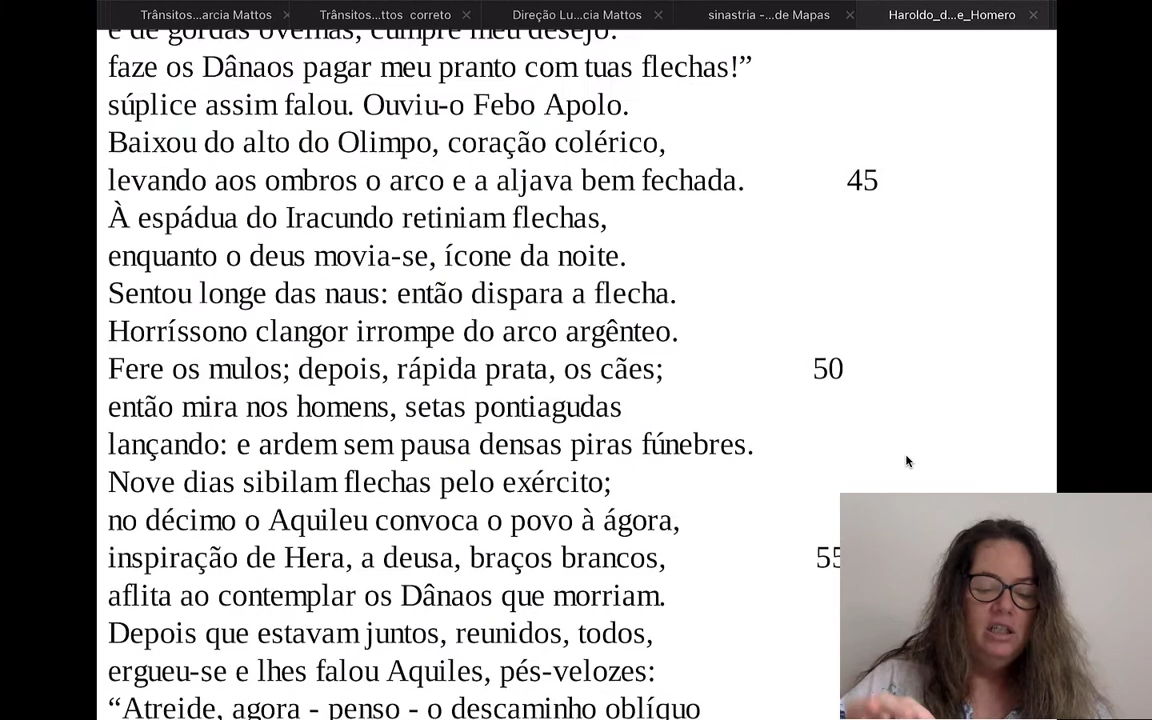 Trânsitos...arcia Mattos
Trânsitos...ttos correto
Direção Lu...cia Mattos
sinastria -...de Mapas
Haroldo_d...e_Homero
e de gordas ovelhas, cumpre meu desejo:
faze os Dânaos pagar meu pranto com tuas flechas!”
súplice assim falou. Ouviu-o Febo Apolo.
Baixou do alto do Olimpo, coração colérico,
levando aos ombros o arco e a aljava bem fechada. 45
À espádua do Iracundo retiniam flechas,
enquanto o deus movia-se, ícone da noite.
Sentou longe das naus: então dispara a flecha.
Horríssono clangor irrompe do arco argênteo.
Fere os mulos; depois, rápida prata, os cães; 50
então mira nos homens, setas pontiagudas
lançando: e ardem sem pausa densas piras fúnebres.
Nove dias sibilam flechas pelo exército;
no décimo o Aquileu convoca o povo à ágora,
inspiração de Hera, a deusa, braços brancos, 55
aflita ao contemplar os Dânaos que morriam.
Depois que estavam juntos, reunidos, todos,
ergueu-se e lhes falou Aquiles, pés-velozes:
“Atreide, agora - penso - o descaminho oblíquo